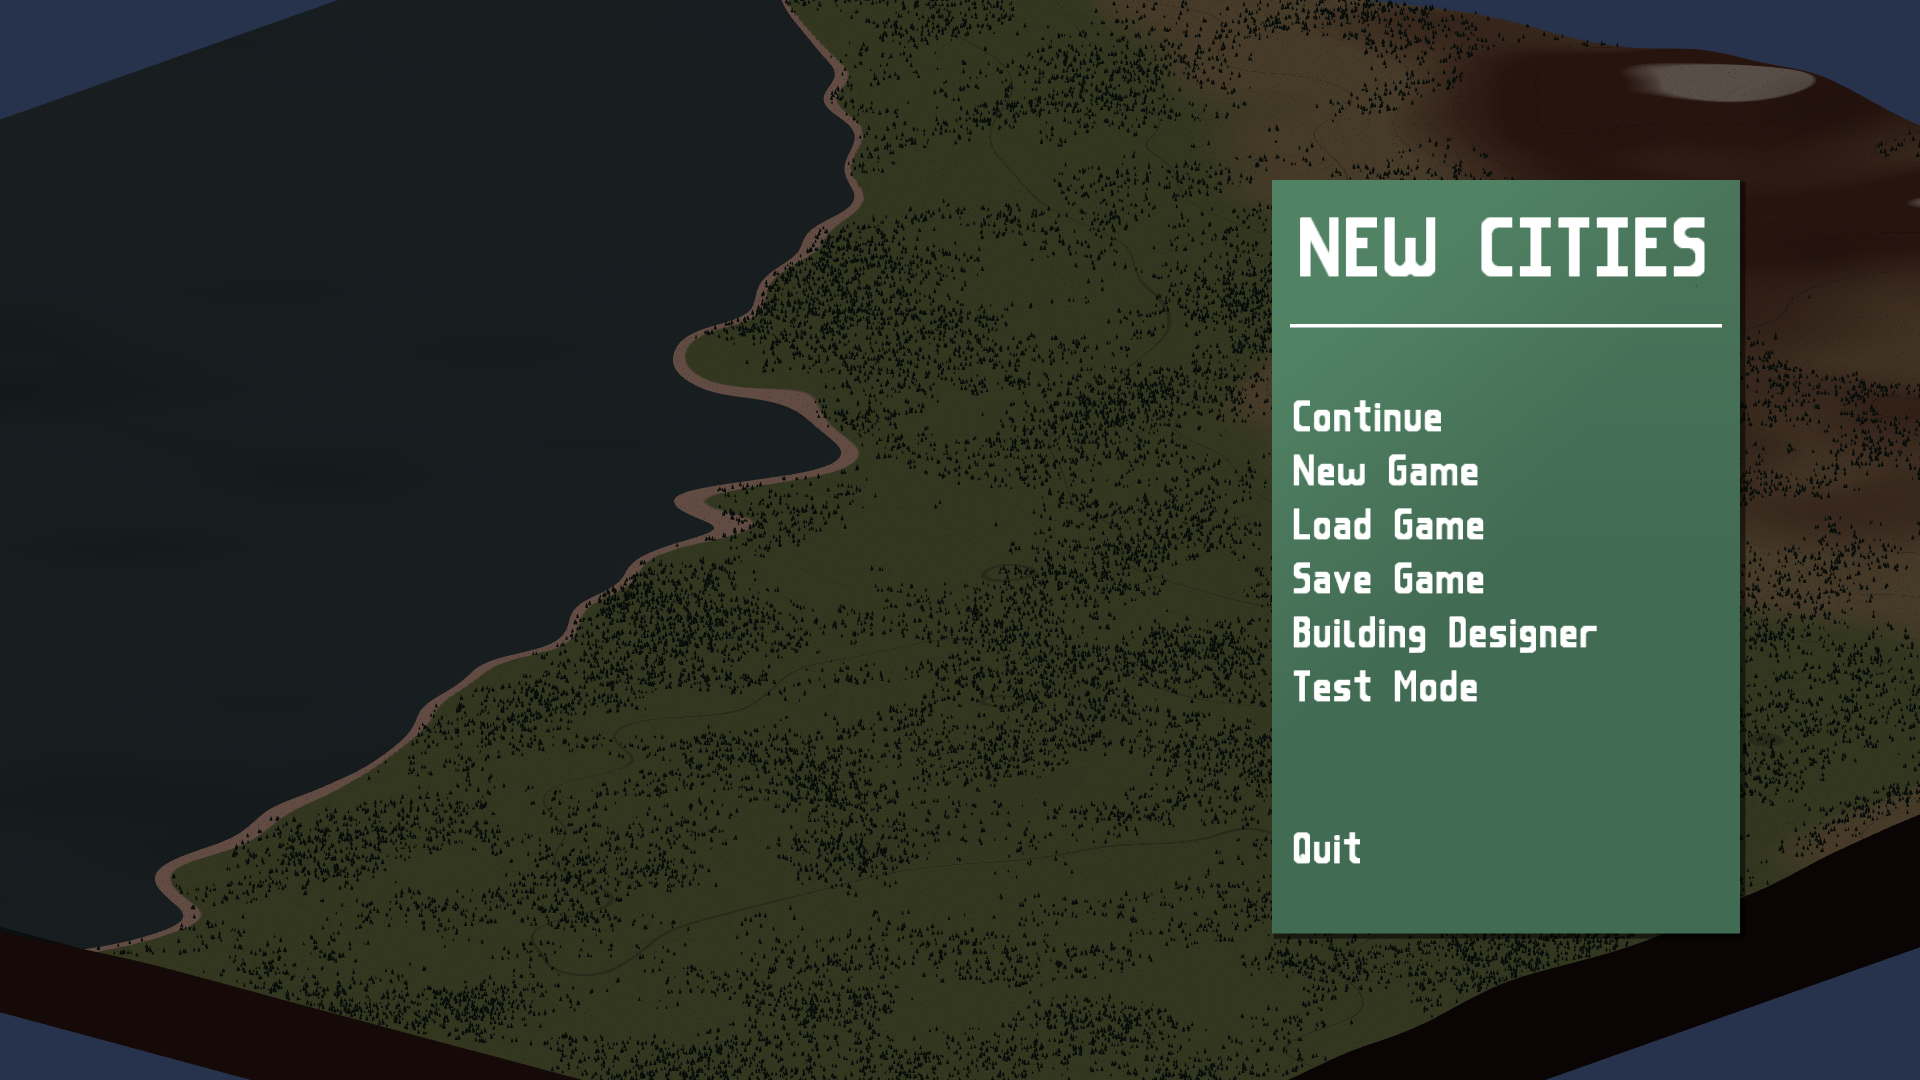 NEW CITIES
Continue
New Game
Load Game
Save Game
Building Designer
Test Mode
Quit